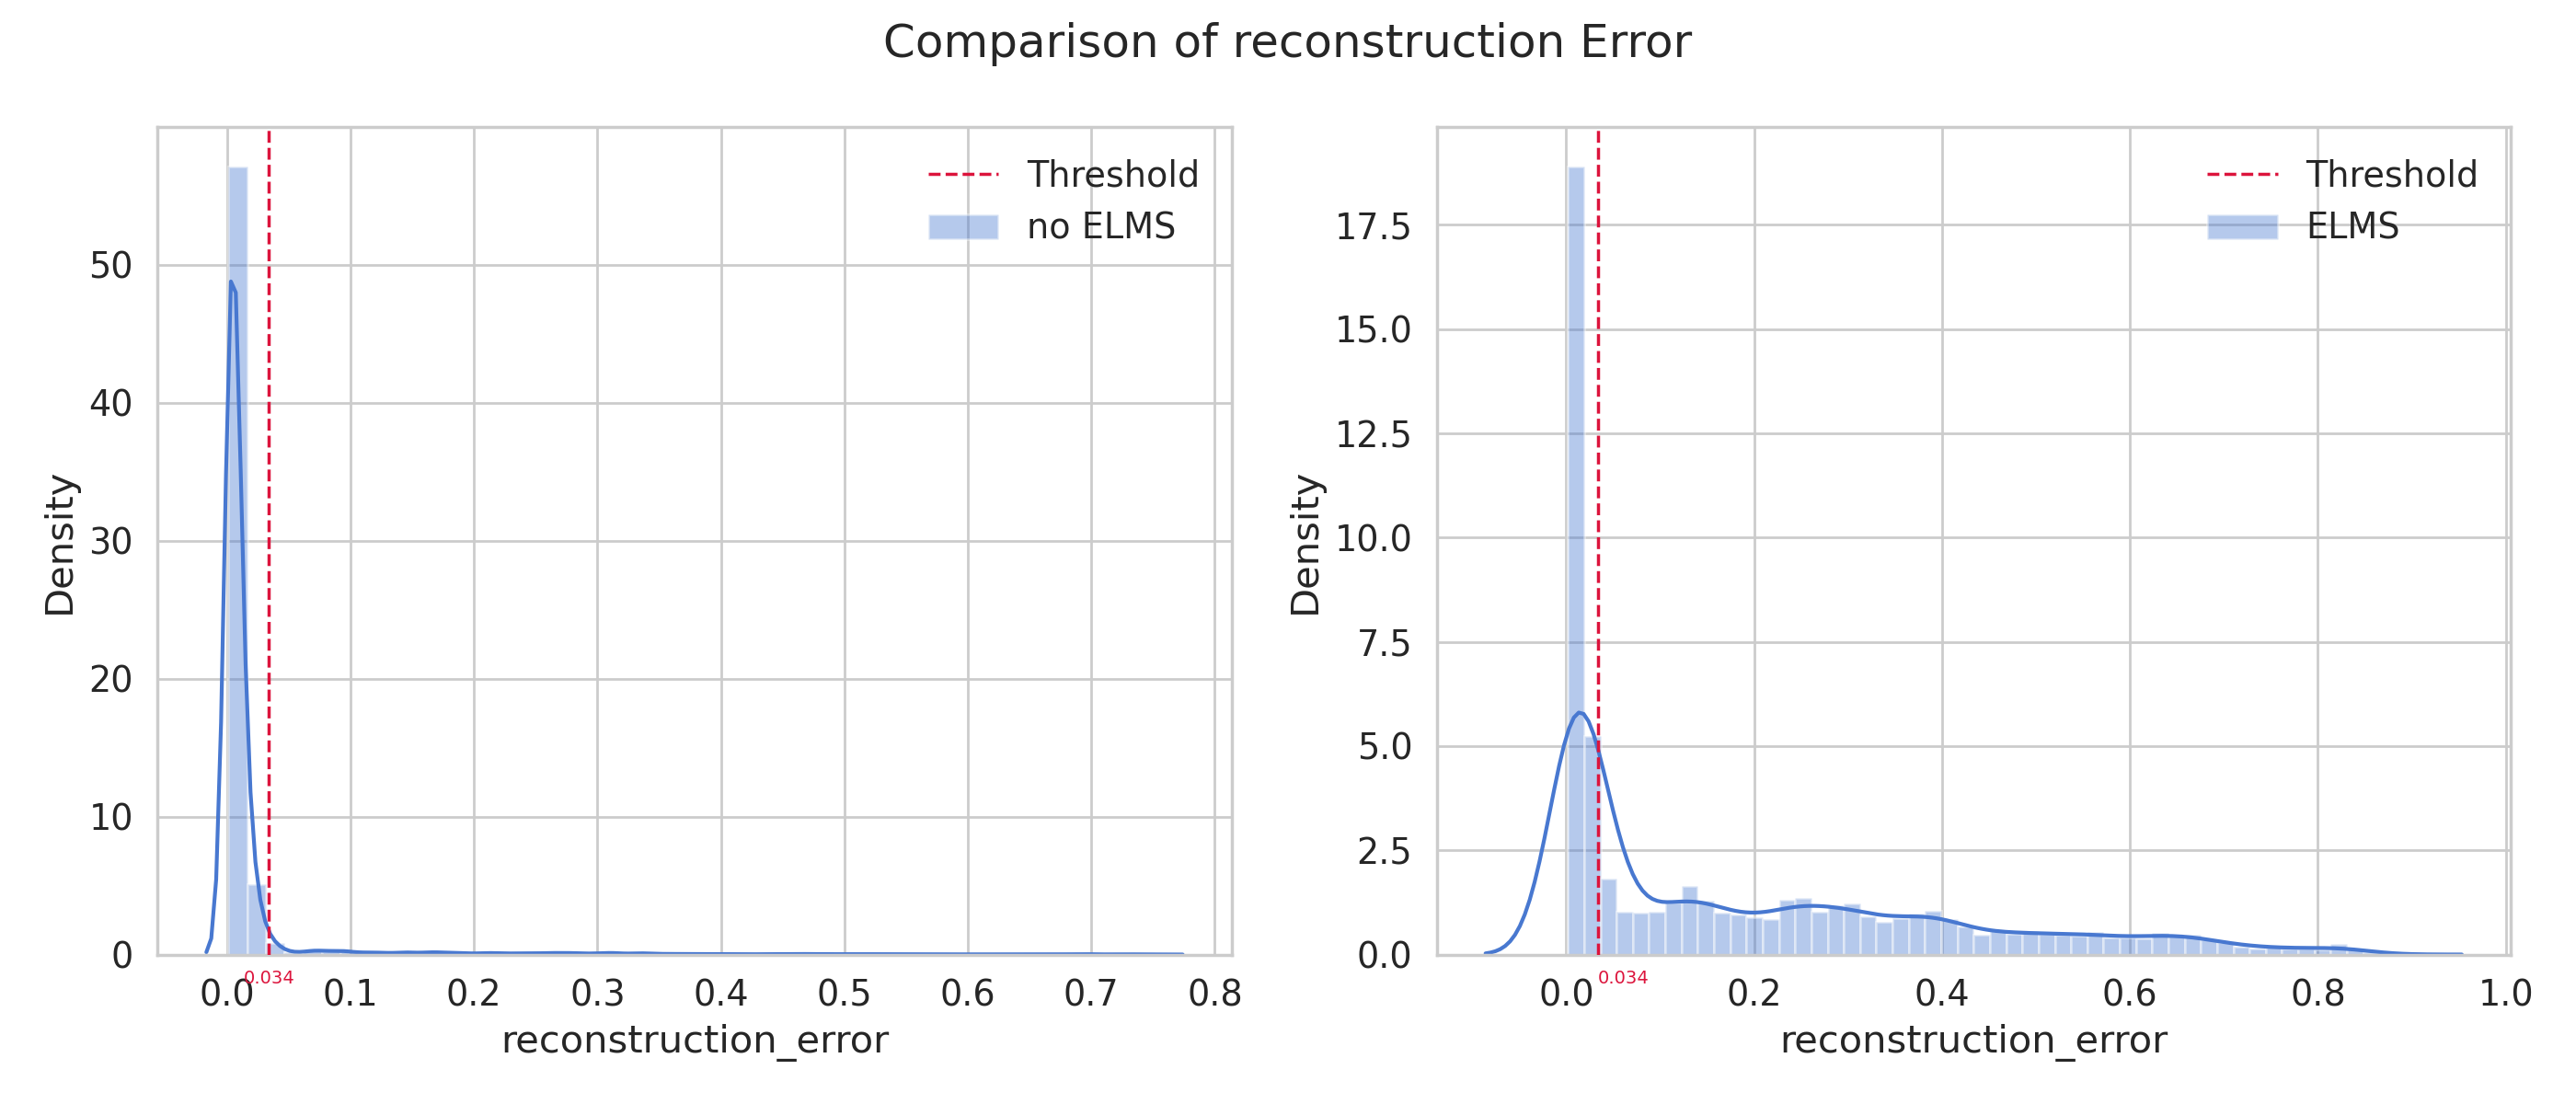 Comparison of reconstruction Error
Threshold
no ELMS
Density
50
40
30
20
10
0
0.034
0.0 0.1 0.2 0.3 0.4 0.5 0.6 0.7 0.8
reconstruction_error
Threshold
ELMS
Density
17.5
15.0
12.5
10.0
7.5
5.0
2.5
0.0
0.034
0.0 0.2 0.4 0.6 0.8 1.0
reconstruction_error